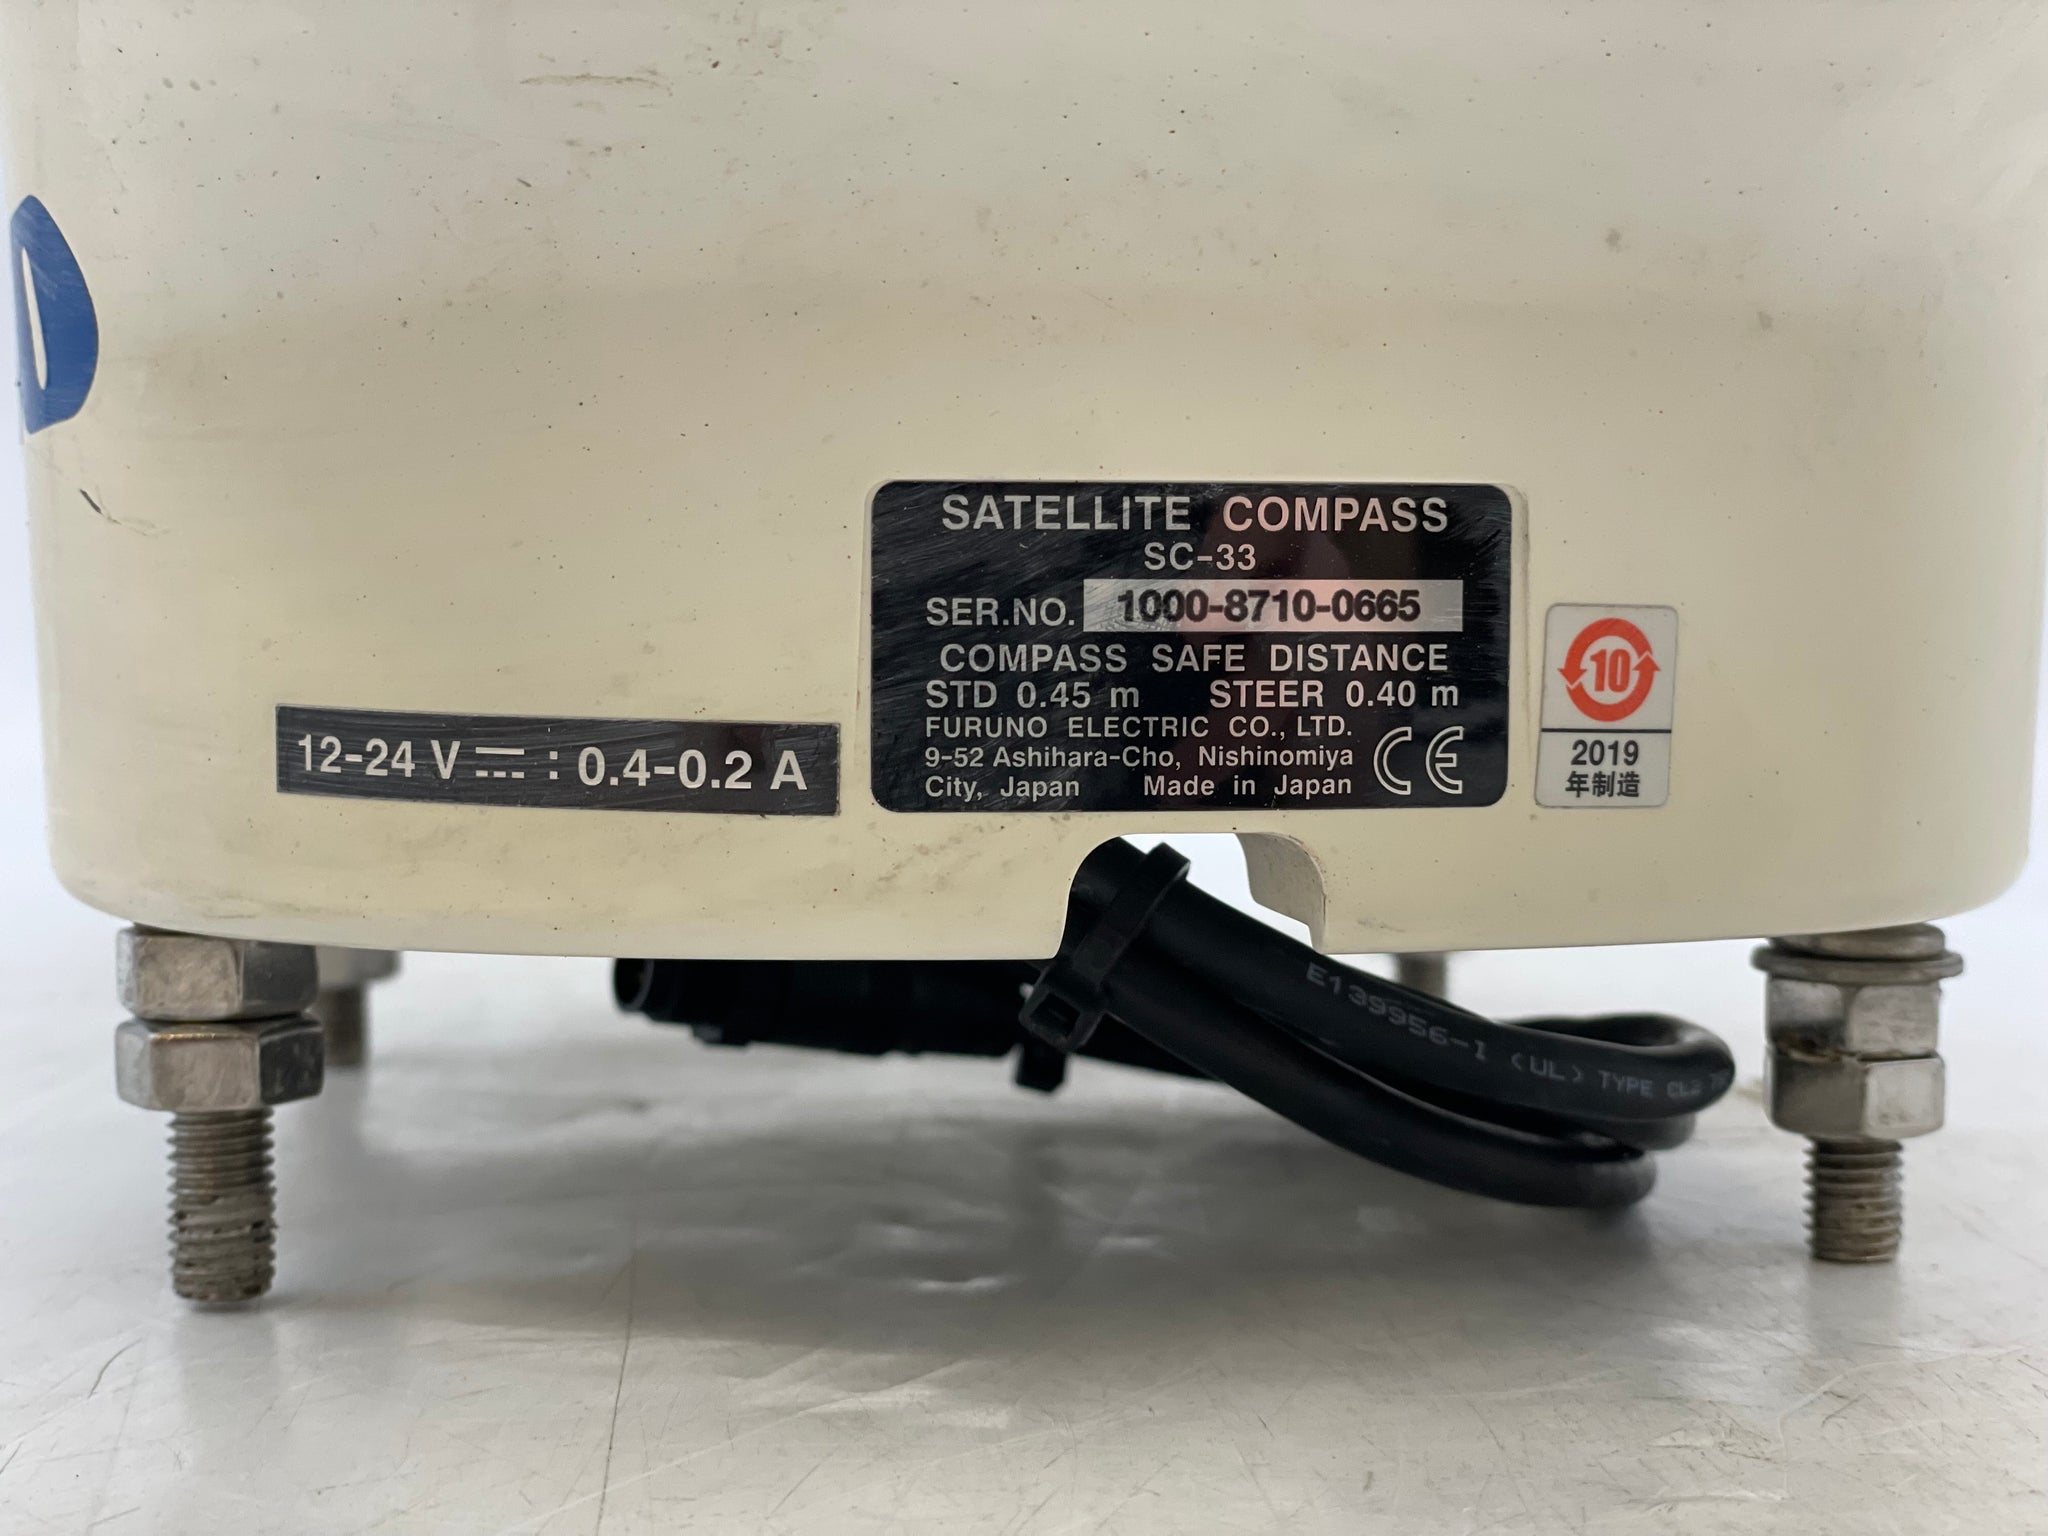 SATELLITE COMPASS
SC-33
SER.NO. 1000-8710-0665
COMPASS SAFE DISTANCE
STD 0.45 m STEER 0.40 m
FURUNO ELECTRIC CO., LTD.
9-52 Ashihara-Cho, Nishinomiya
City, Japan Made in Japan
CE
12-24 V ⎓ : 0.4-0.2 A
10
2019
年制造
E139956-I (UL) TYPE CL2